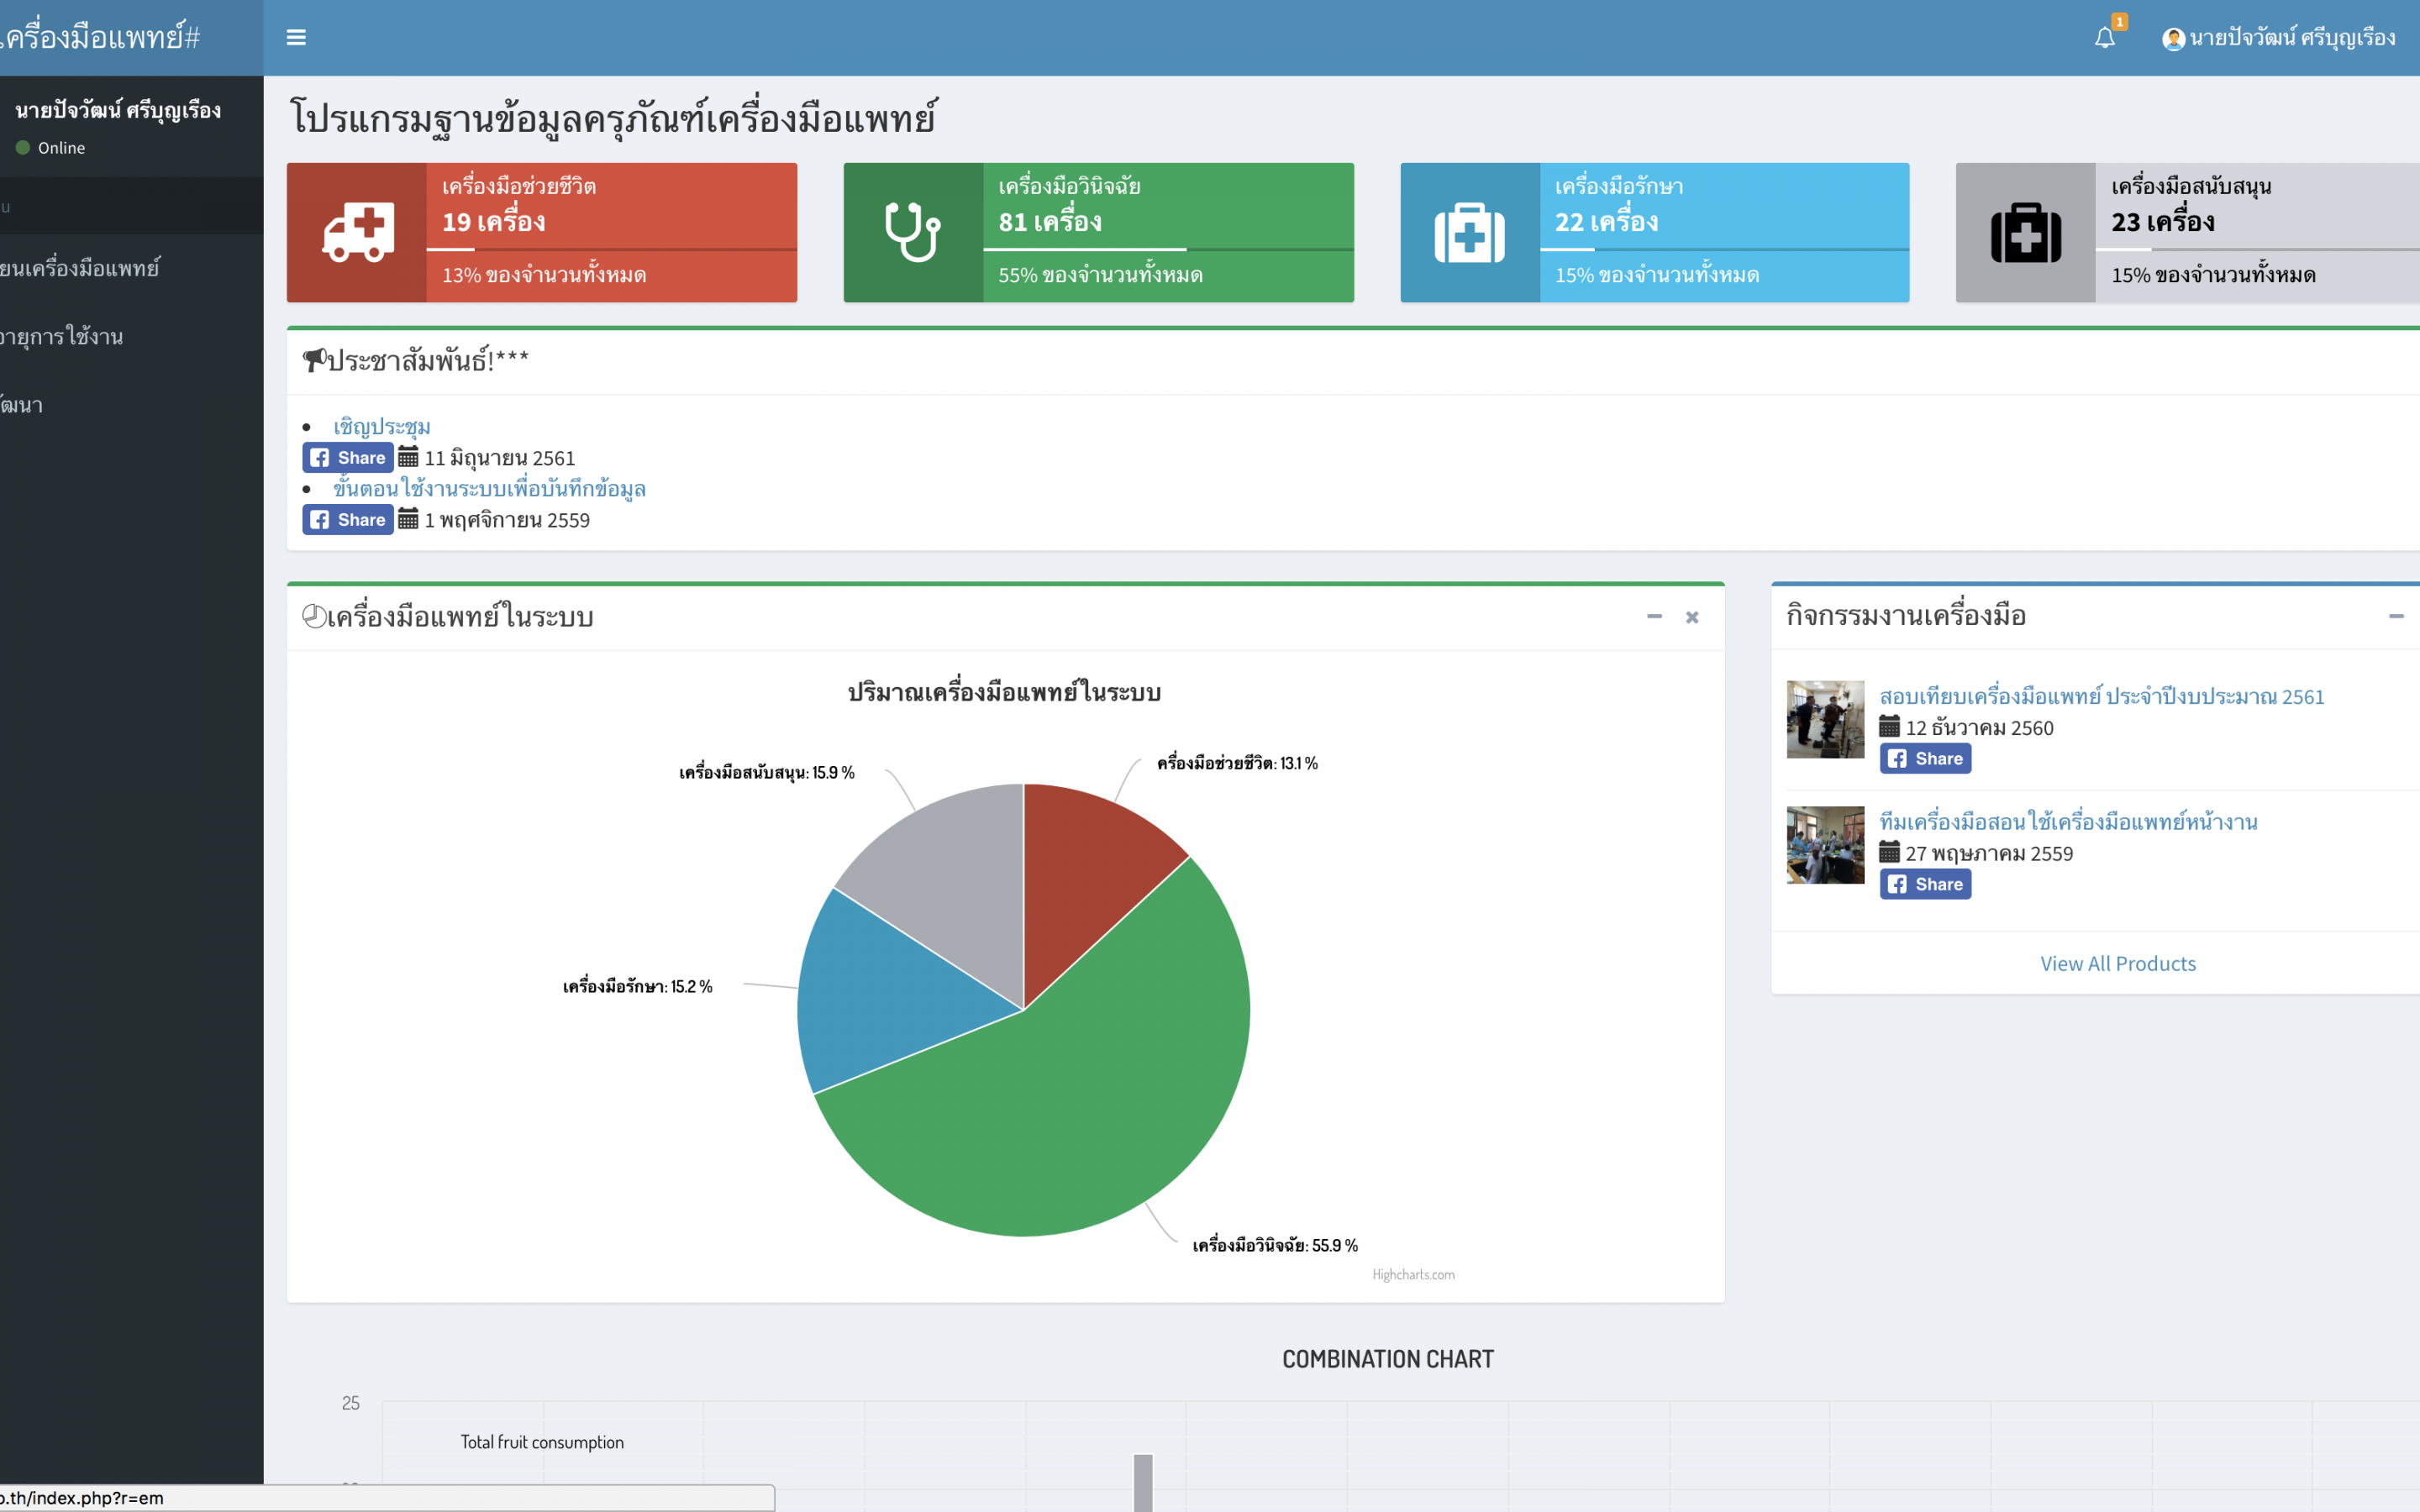 เครื่องมือแพทย์#
1
นายปัจวัฒน์ ศรีบุญเรือง
นายปัจวัฒน์ ศรีบุญเรือง
Online
ยนเครื่องมือแพทย์
อายุการใช้งาน
ัฒนา
โปรแกรมฐานข้อมูลครุภัณฑ์เครื่องมือแพทย์
เครื่องมือช่วยชีวิต
19 เครื่อง
13% ของจำนวนทั้งหมด
เครื่องมือวินิจฉัย
81 เครื่อง
55% ของจำนวนทั้งหมด
เครื่องมือรักษา
22 เครื่อง
15% ของจำนวนทั้งหมด
เครื่องมือสนับสนุน
23 เครื่อง
15% ของจำนวนทั้งหมด
ประชาสัมพันธ์!***
เชิญประชุม
Share 11 มิถุนายน 2561
ขั้นตอนใช้งานระบบเพื่อบันทึกข้อมูล
Share 1 พฤศจิกายน 2559
เครื่องมือแพทย์ในระบบ
ปริมาณเครื่องมือแพทย์ในระบบ
เครื่องมือสนับสนุน: 15.9 %
ครื่องมือช่วยชีวิต: 13.1 %
เครื่องมือรักษา: 15.2 %
เครื่องมือวินิจฉัย: 55.9 %
Highcharts.com
กิจกรรมงานเครื่องมือ
สอบเทียบเครื่องมือแพทย์ ประจำปีงบประมาณ 2561
12 ธันวาคม 2560
Share
ทีมเครื่องมือสอนใช้เครื่องมือแพทย์หน้างาน
27 พฤษภาคม 2559
Share
View All Products
COMBINATION CHART
25
Total fruit consumption
o.th/index.php?r=em